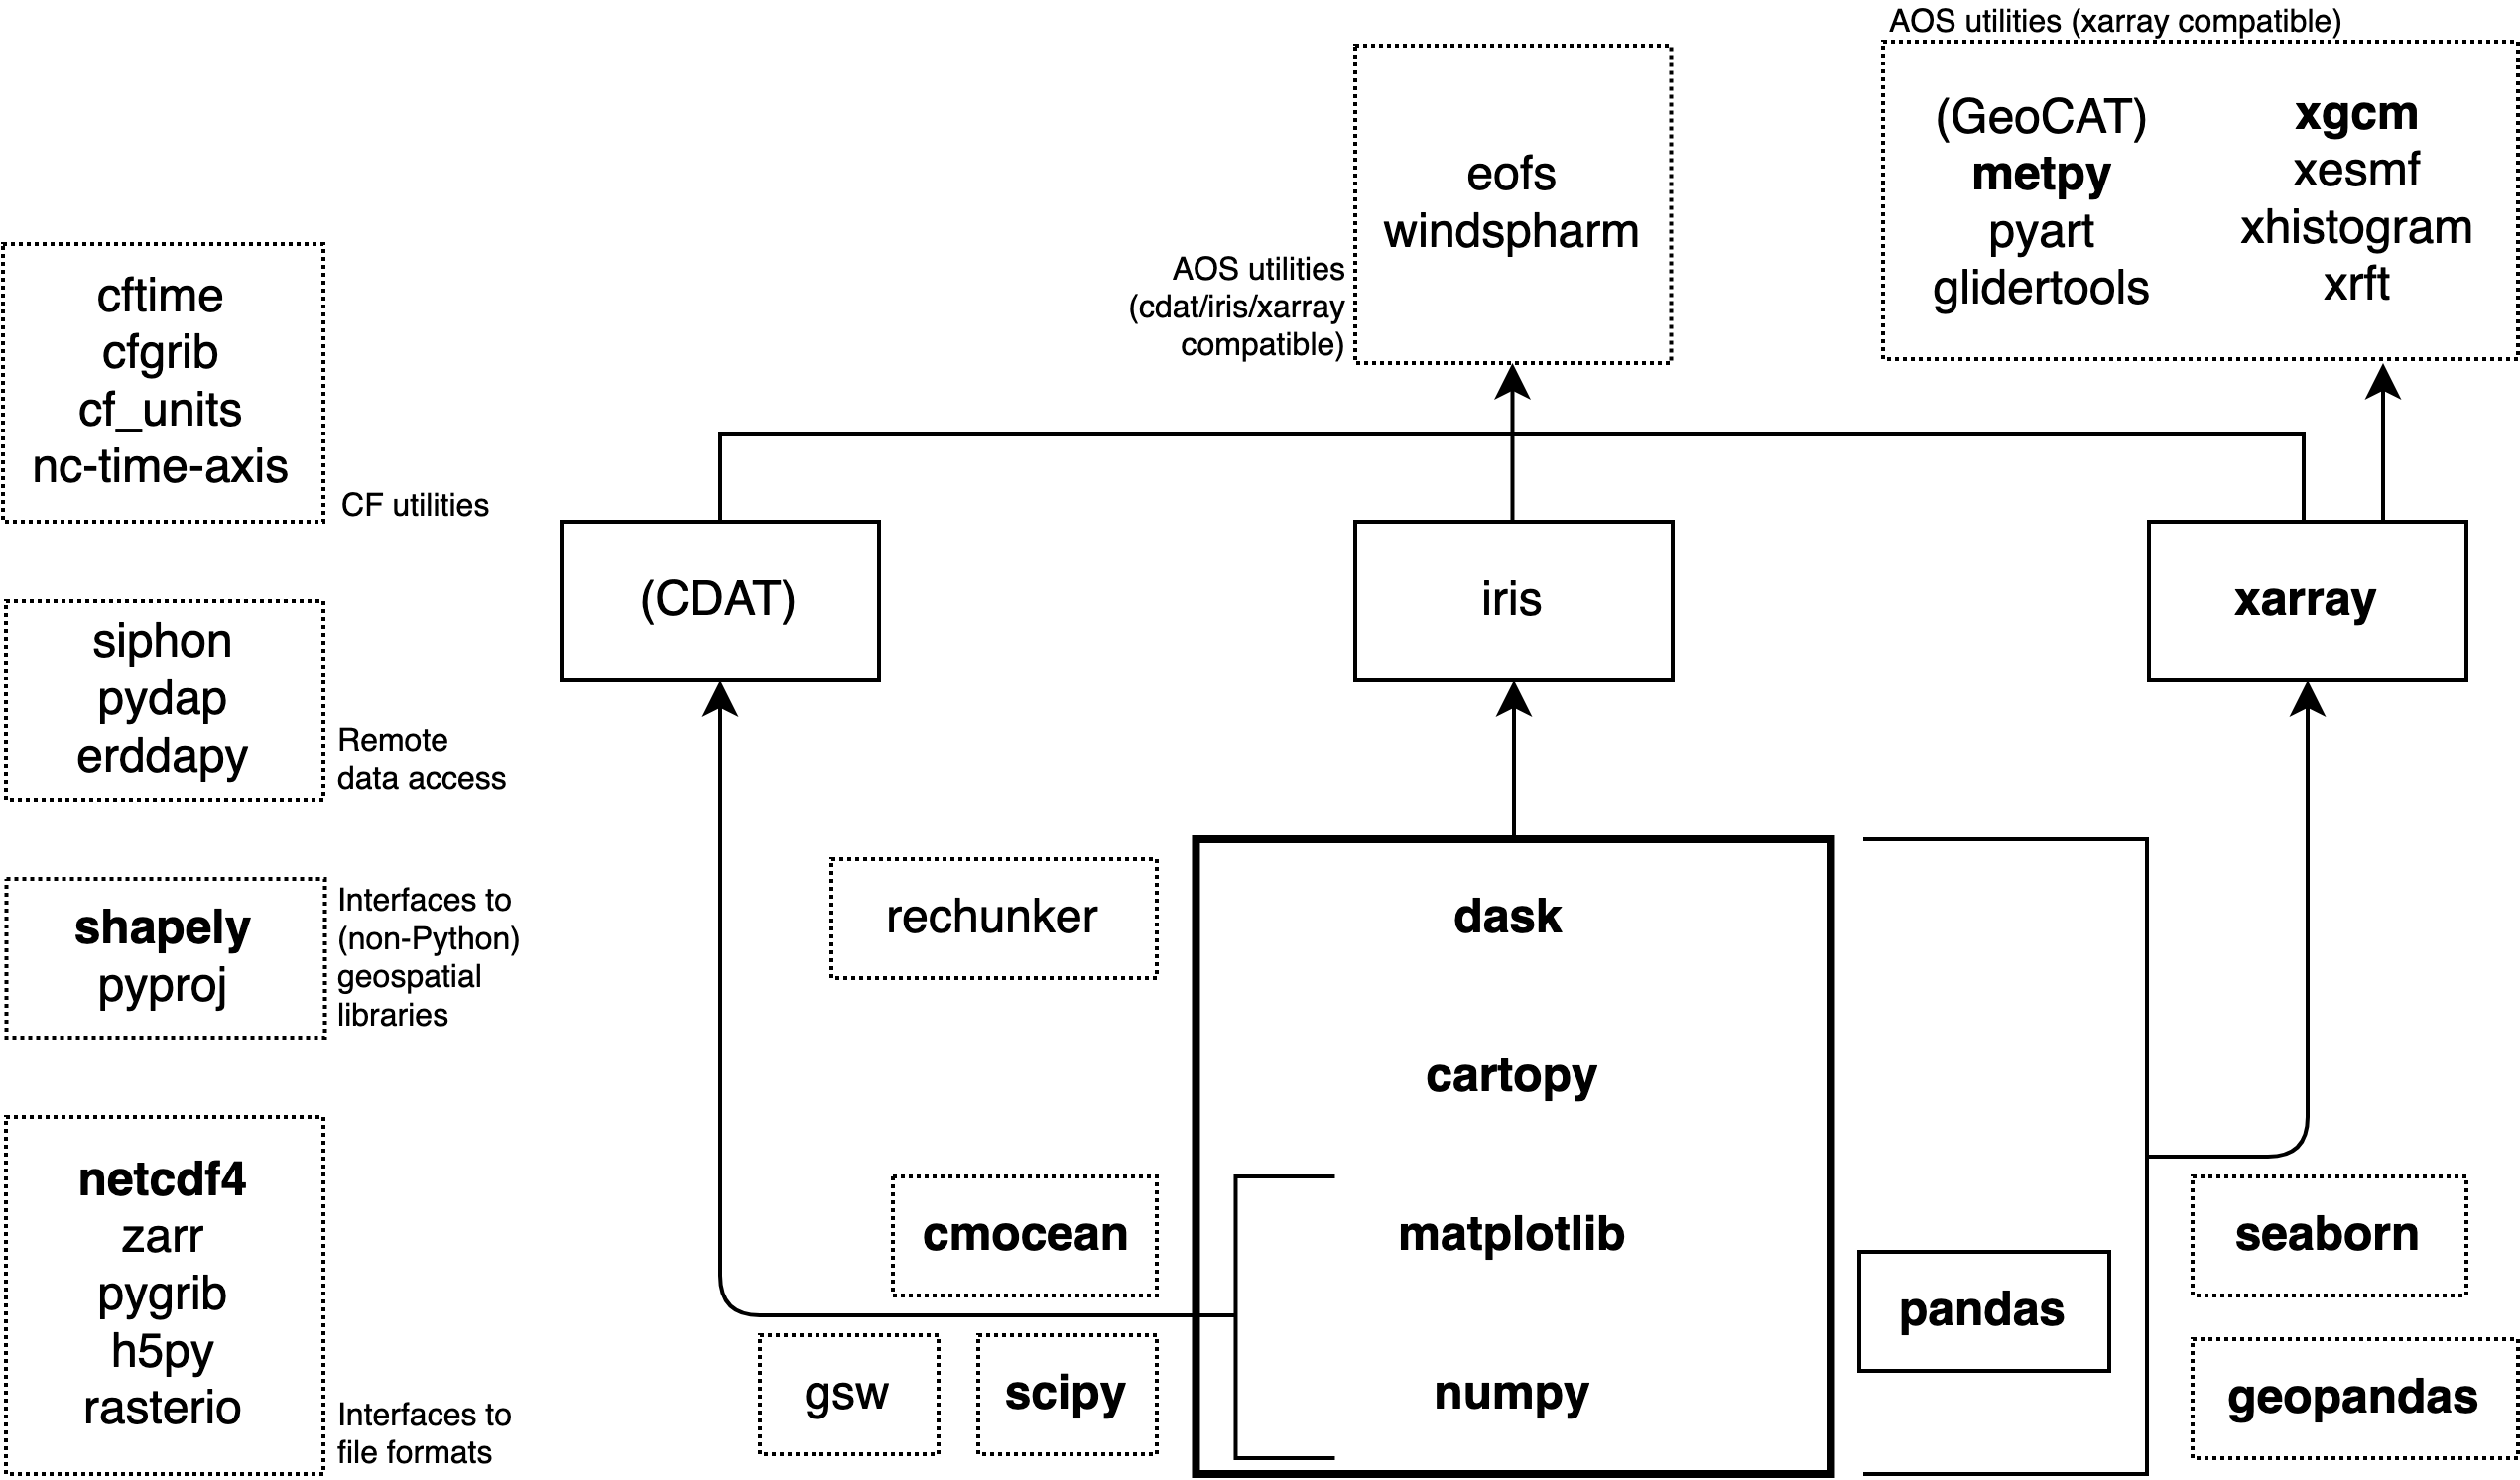 AOS utilities (xarray compatible)
(GeoCAT)
metpy
pyart
glidertools
xgcm
xesmf
xhistogram
xrft
eofs
windspharm
AOS utilities
(cdat/iris/xarray
compatible)
cftime
cfgrib
cf_units
nc-time-axis
CF utilities
(CDAT)
iris
xarray
siphon
pydap
erddapy
Remote
data access
shapely
pyproj
Interfaces to
(non-Python)
geospatial
libraries
rechunker
dask
cartopy
netcdf4
zarr
pygrib
h5py
rasterio
Interfaces to
file formats
cmocean
matplotlib
gsw
scipy
numpy
pandas
seaborn
geopandas